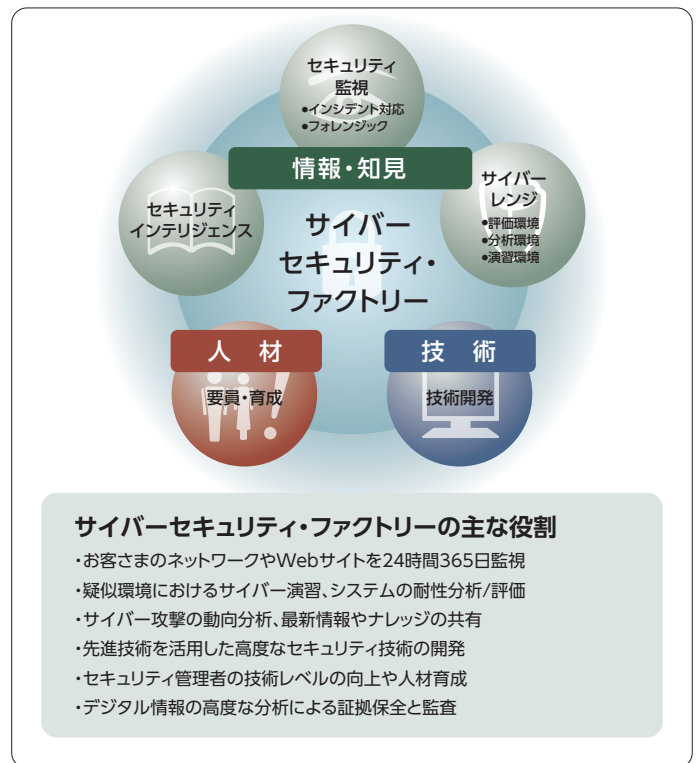 セキュリティ
監視
●インシデント対応
●フォレンジック
情報・知見
セキュリティ
インテリジェンス
サイバー
レンジ
●評価環境
●分析環境
●演習環境
サイバー
セキュリティ・
ファクトリー
人 材
要員・育成
技 術
技術開発
サイバーセキュリティ・ファクトリーの主な役割
・お客さまのネットワークやWebサイトを24時間365日監視
・疑似環境におけるサイバー演習、システムの耐性分析/評価
・サイバー攻撃の動向分析、最新情報やナレッジの共有
・先進技術を活用した高度なセキュリティ技術の開発
・セキュリティ管理者の技術レベルの向上や人材育成
・デジタル情報の高度な分析による証拠保全と監査